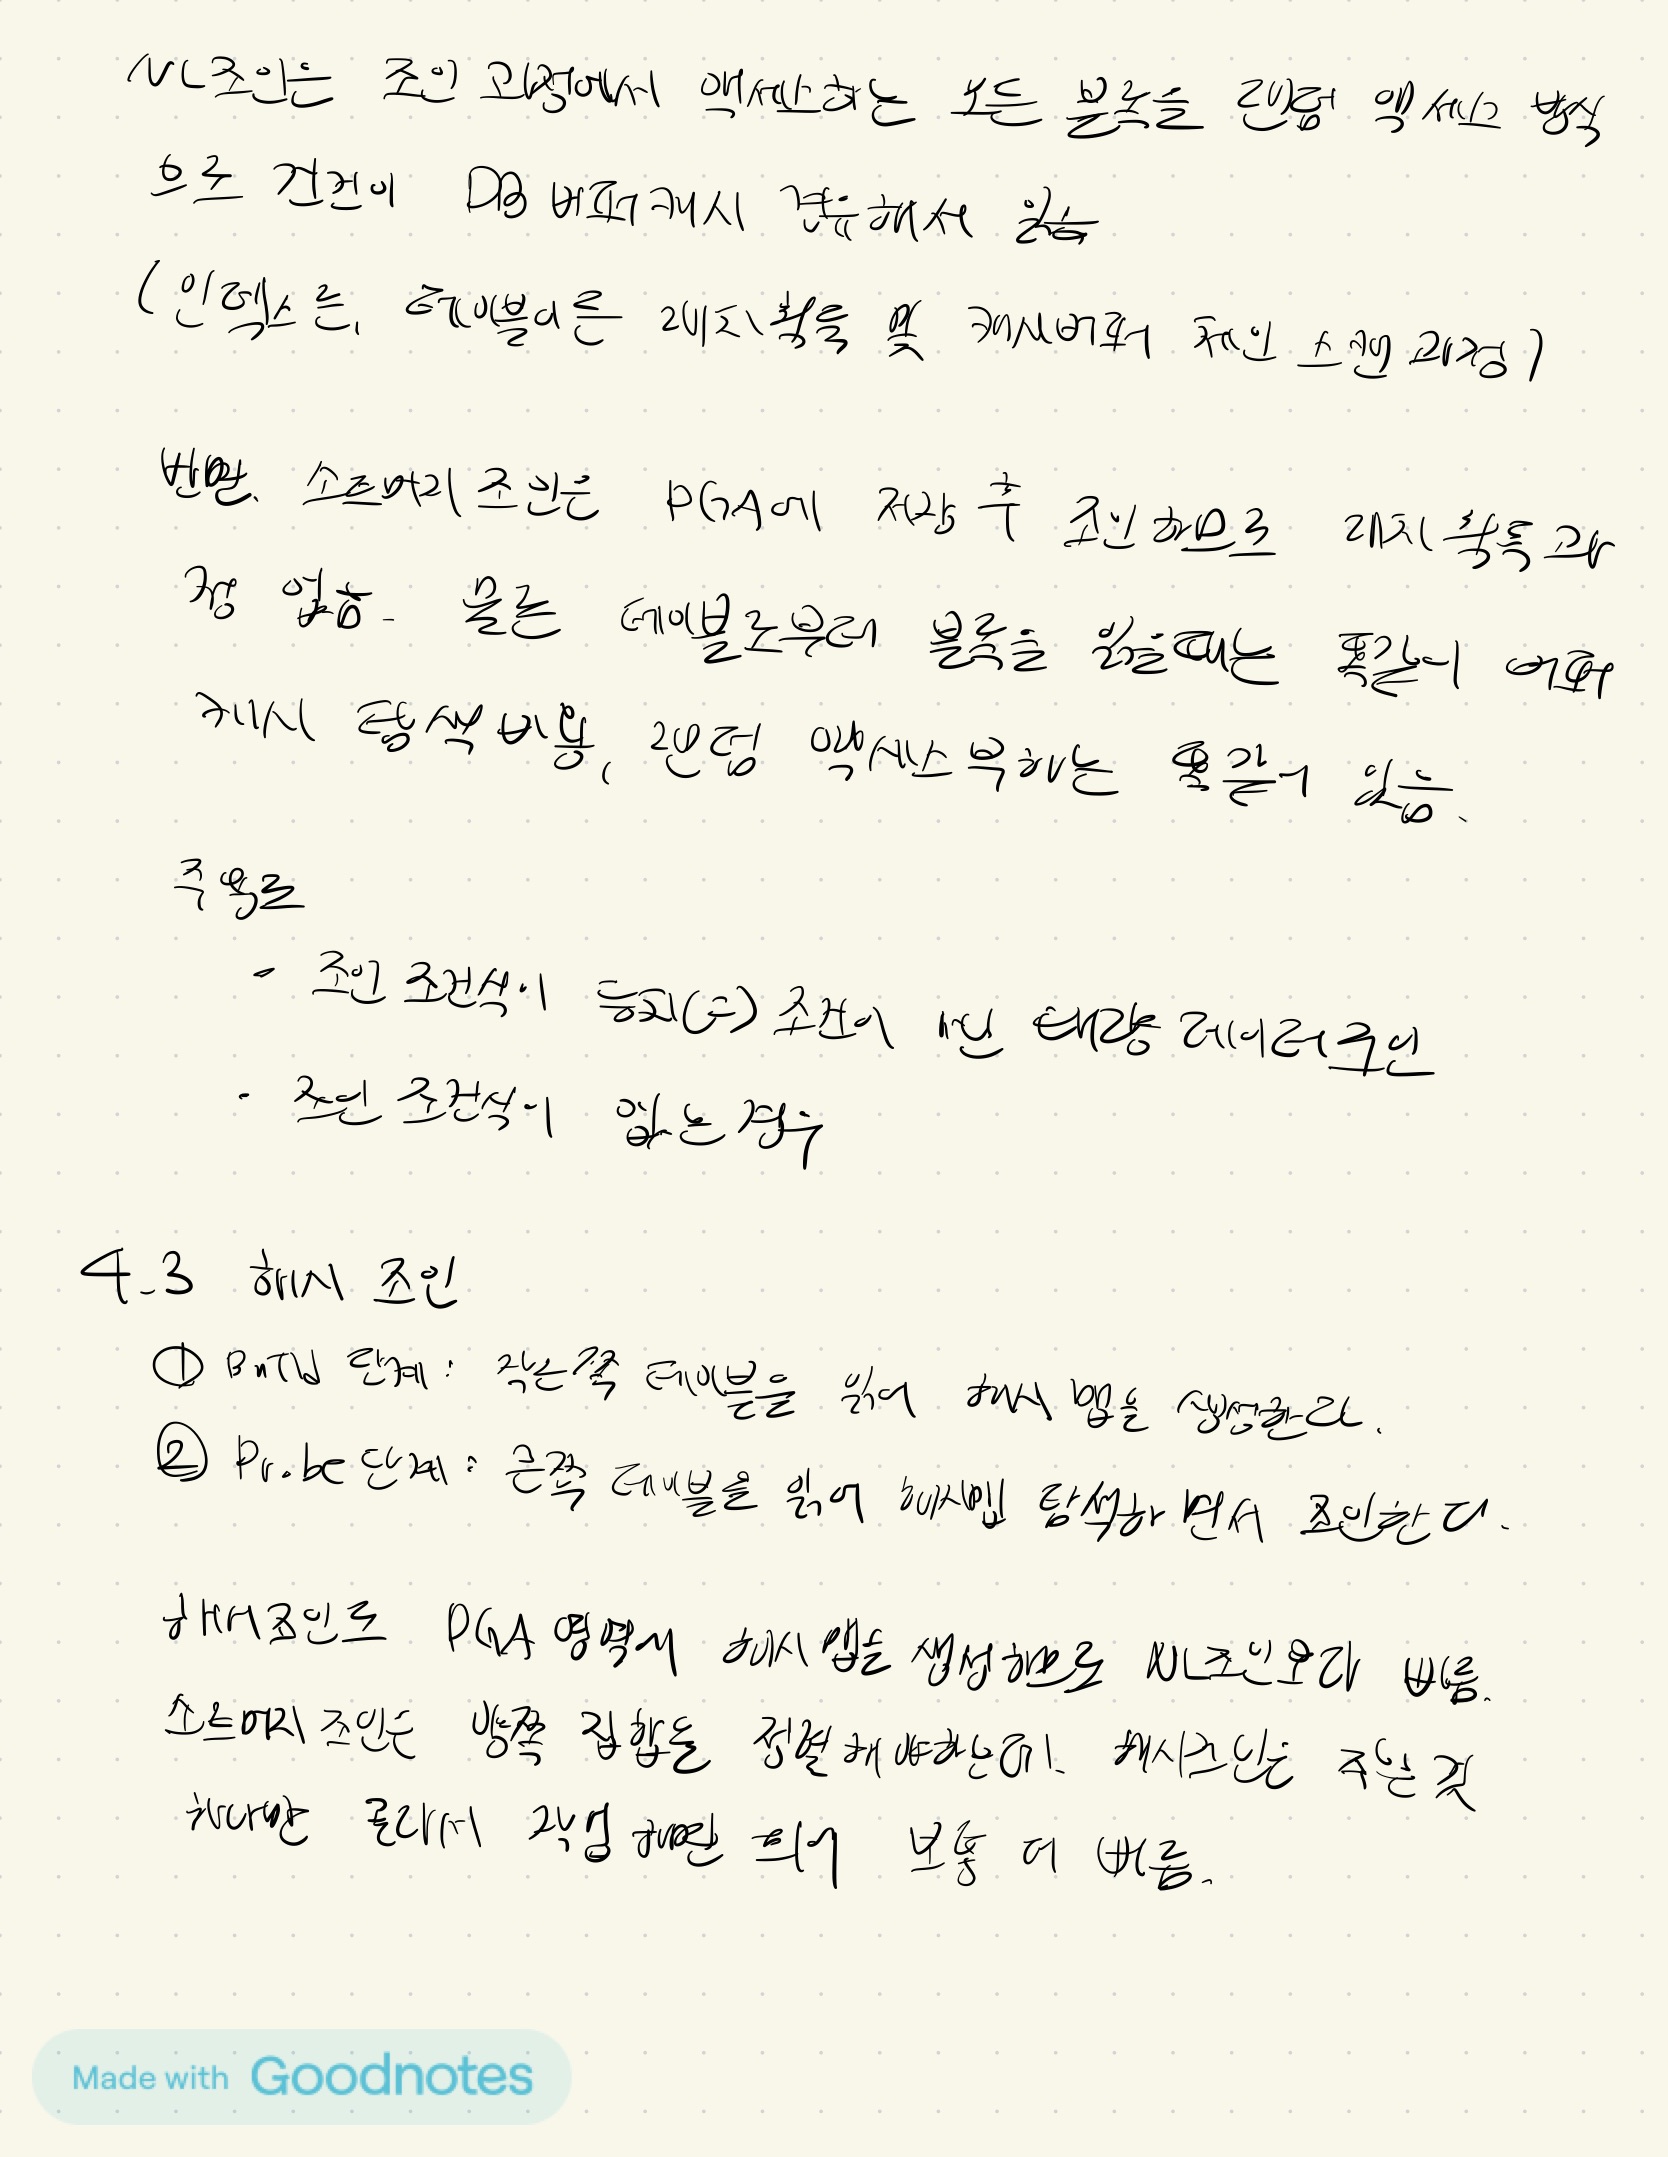 NL조인은 조인 과정에서 액세스하는 모든 블록을 랜덤 액세스 방식
으로 건건이 DB 버퍼캐시 경유해서 읽음
(인덱스든, 테이블이든 래치획득 및 캐시버퍼 체인 스캔 과정)
반면, 소트머지 조인은 PGA에 저장 후 조인하므로 래치 획득 과
정 없음. 물론 테이블로부터 블록을 읽을때는 똑같이 버퍼
캐시 탐색 비용, 랜덤 액세스 부하는 똑같이 있음.
주용도
- 조인 조건식이 등치(=) 조건이 아닌 대량 데이터 조인
- 조인 조건식이 없는 경우
4.3 해시 조인
① Build 단계 : 작은쪽 테이블을 읽어 해시 맵을 생성한다.
② Probe 단계 : 큰쪽 테이블을 읽어 해시맵 탐색하면서 조인한다.
해시조인도 PGA 영역서 해시맵을 생성하므로 NL조인보다 빠름.
소트머지 조인은 양쪽 집합을 정렬해야하는데, 해시조인은 작은 것
하나만 골라서 작업하면 되어 보통 더 빠름.
Made with Goodnotes